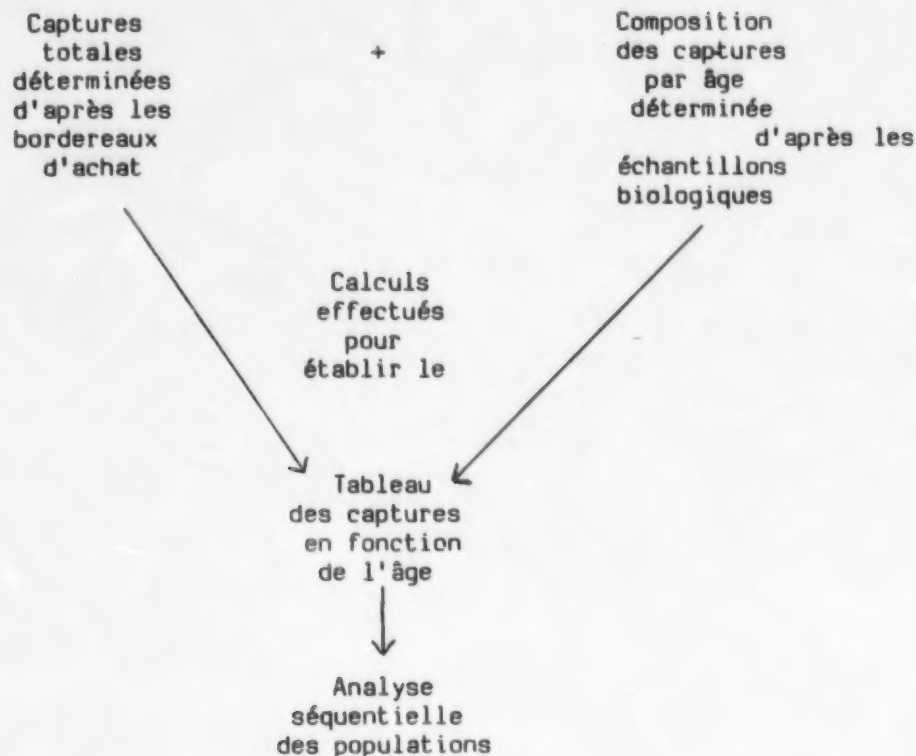 Captures
totales
déterminées
d'après les
bordereaux
d'achat
+
Composition
des captures
par âge
déterminée
d'après les
échantillons
biologiques
Calculs
effectués
pour
établir le
Tableau
des captures
en fonction
de l'âge
Analyse
séquentielle
des populations